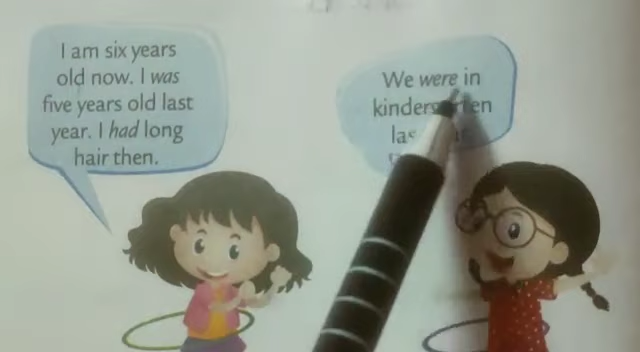 I am six years
old now. I was
five years old last
year. I had long
hair then.
We were in